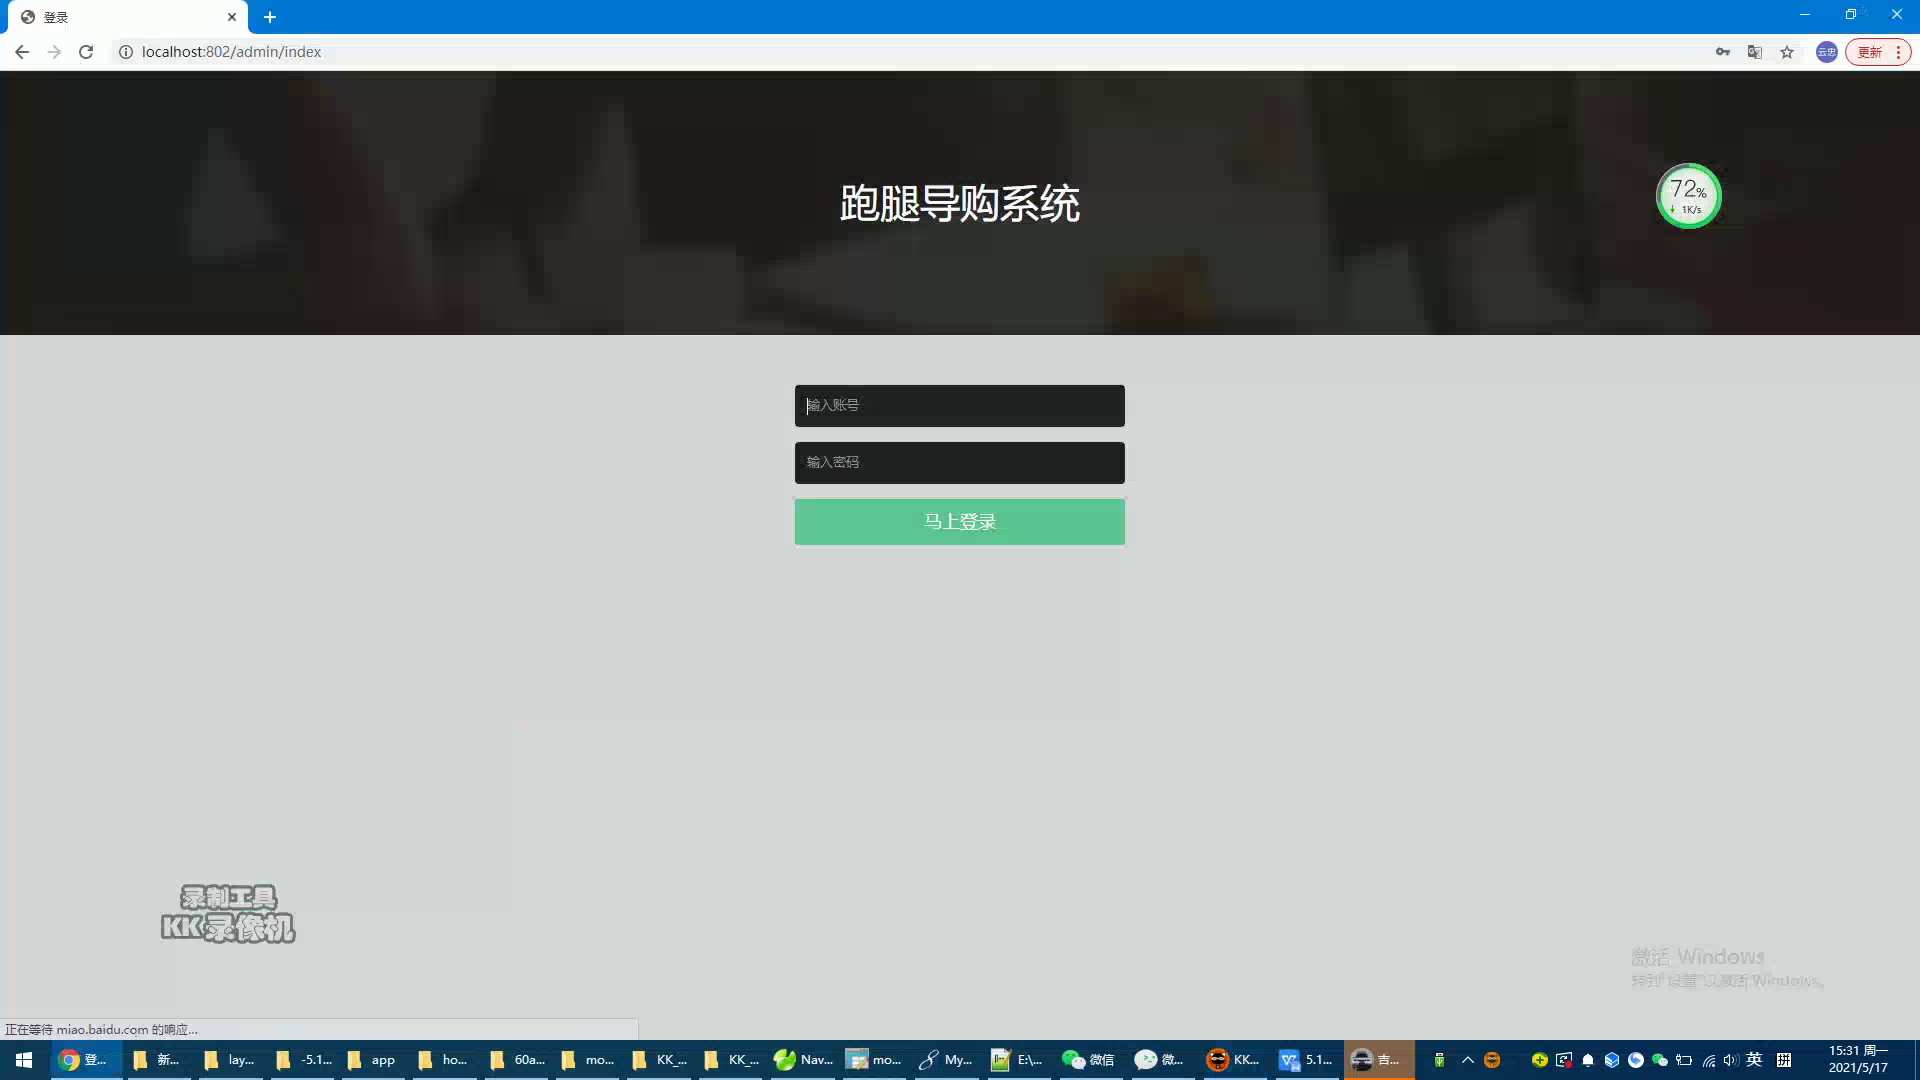 登录
localhost:802/admin/index
云忠
更新
跑腿导购系统
72%
1K/s
输入账号
输入密码
马上登录
录制工具
KK录像机
激活 Windows
转到"设置"以激活 Windows。
正在等待 miao.baidu.com 的响应...
登... 新... lay... -5.1... app ho... 60a... mo... KK_... KK_... Nav... mo... My... E:\... 微信 微... KK... 5.1... 吉... 英 拼
15:31 周一
2021/5/17